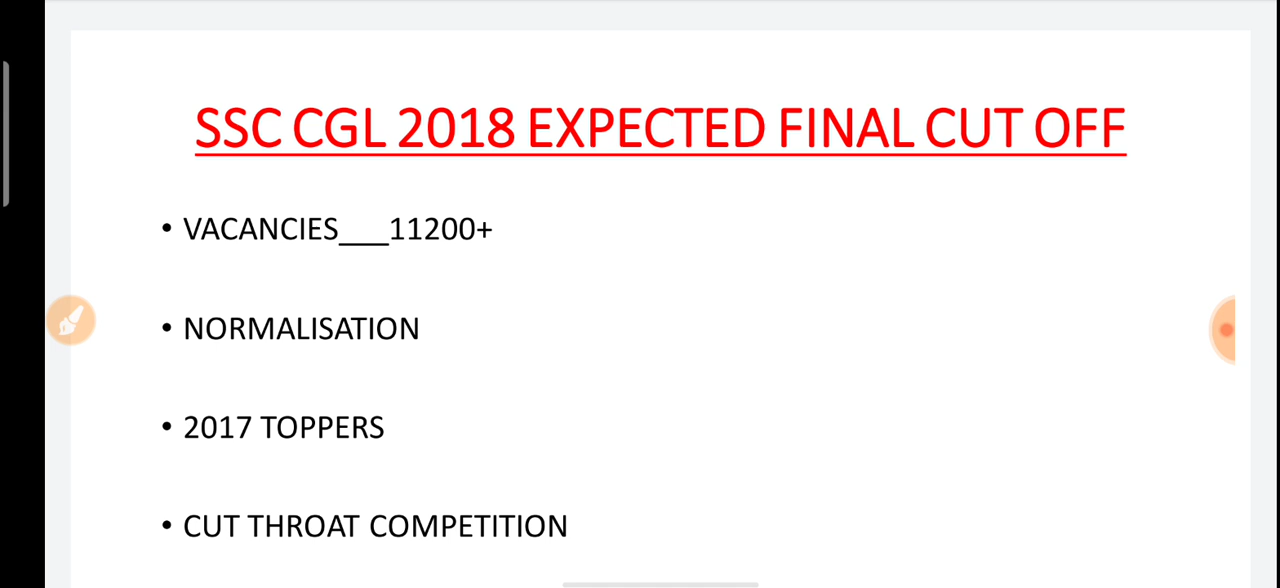 SSC CGL 2018 EXPECTED FINAL CUT OFF
• VACANCIES___11200+
• NORMALISATION
• 2017 TOPPERS
• CUT THROAT COMPETITION